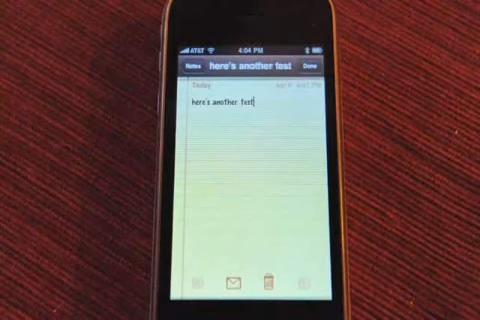 AT&T 4:04 PM
Notes here's another test Done
Today
here's another test